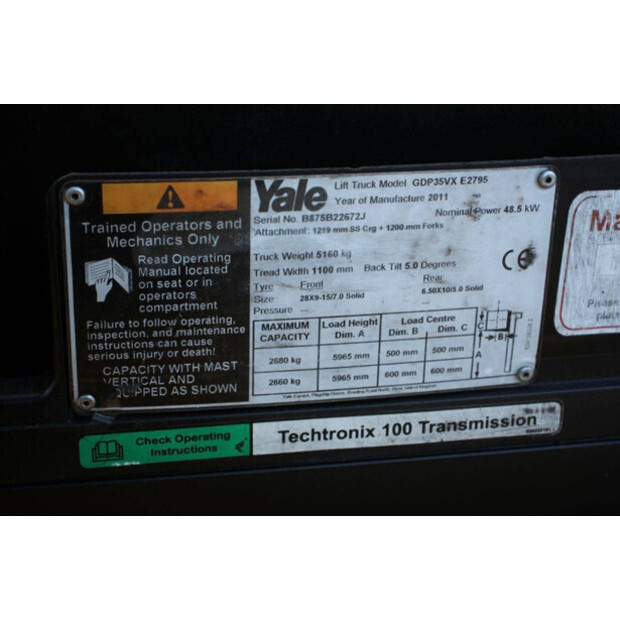 Trained Operators and
Mechanics Only
Read Operating
Manual located
on seat or in
operators
compartment
Failure to follow operating,
inspection, and maintenance
instructions can cause
serious injury or death!
CAPACITY WITH MAST
VERTICAL AND
QUIPPED AS SHOWN
Yale
Lift Truck Model GDP35VX E2795
Year of Manufacture 2011
Serial No. B875B22672J
Nominal Power 48.5 kW
Attachment: 1219 mm SS Crg + 1200.mm Forks
Truck Weight 5160 kg
Tread Width 1100 mm Back Tilt 5.0 Degrees
Tyre Front Rear
Size 28X9-15/7.0 Solid 6.50X10/5.0 Solid
Pressure --- ---
CE
MAXIMUM CAPACITY Load Height Dim. A Load Centre Dim. B Dim. C
2680 kg 5965 mm 500 mm 500 mm
2660 kg 5965 mm 600 mm 600 mm
C
B
A
Check Operating
Instructions
Techtronix 100 Transmission
Ma
Please